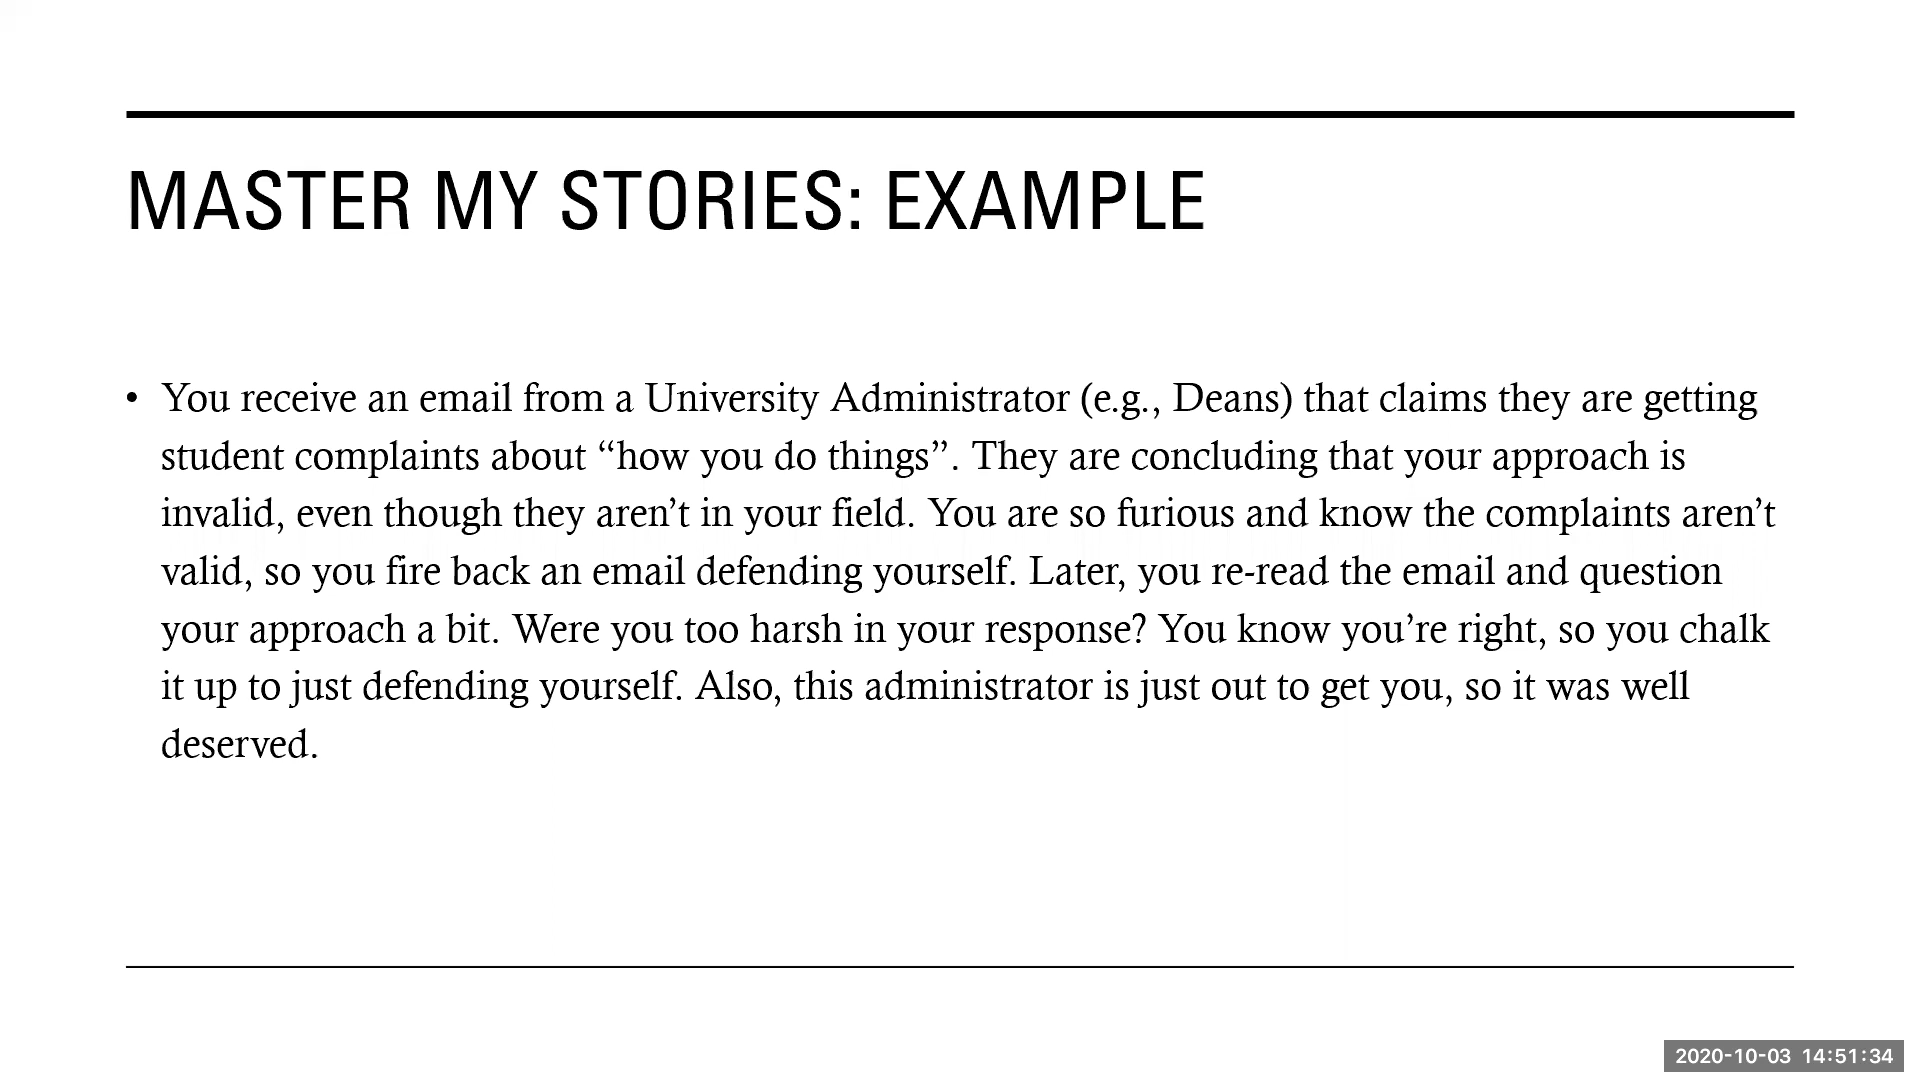 MASTER MY STORIES: EXAMPLE
• You receive an email from a University Administrator (e.g., Deans) that claims they are getting
student complaints about “how you do things”. They are concluding that your approach is
invalid, even though they aren’t in your field. You are so furious and know the complaints aren’t
valid, so you fire back an email defending yourself. Later, you re-read the email and question
your approach a bit. Were you too harsh in your response? You know you’re right, so you chalk
it up to just defending yourself. Also, this administrator is just out to get you, so it was well
deserved.
2020-10-03 14:51:34